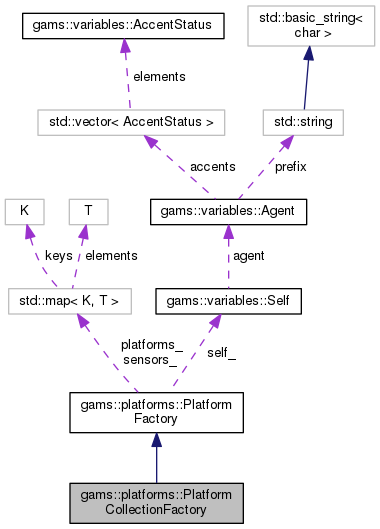 gams::variables::AccentStatus
std::basic_string<
char >
elements
std::vector< AccentStatus >
std::string
accents
prefix
K
T
gams::variables::Agent
keys
elements
agent
std::map< K, T >
gams::variables::Self
platforms_
sensors_
self_
gams::platforms::Platform
Factory
gams::platforms::Platform
CollectionFactory